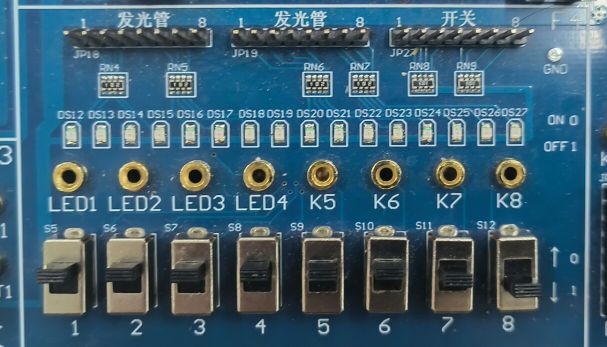 发光管 发光管 开关
1 8 1 8 1 8
JP18 JP19 JP27
GND
RN4 RN5 RN6 RN7 RN8 RN9
DS12 DS13 DS14 DS15 DS16 DS17 DS18 DS19 DS20 DS21 DS22 DS23 DS24 DS25 DS26 DS27
ON 0
OFF 1
LED1 LED2 LED3 LED4 K5 K6 K7 K8
S5 S6 S7 S8 S9 S10 S11 S12
↑ 0
↓ 1
1 2 3 4 5 6 7 8